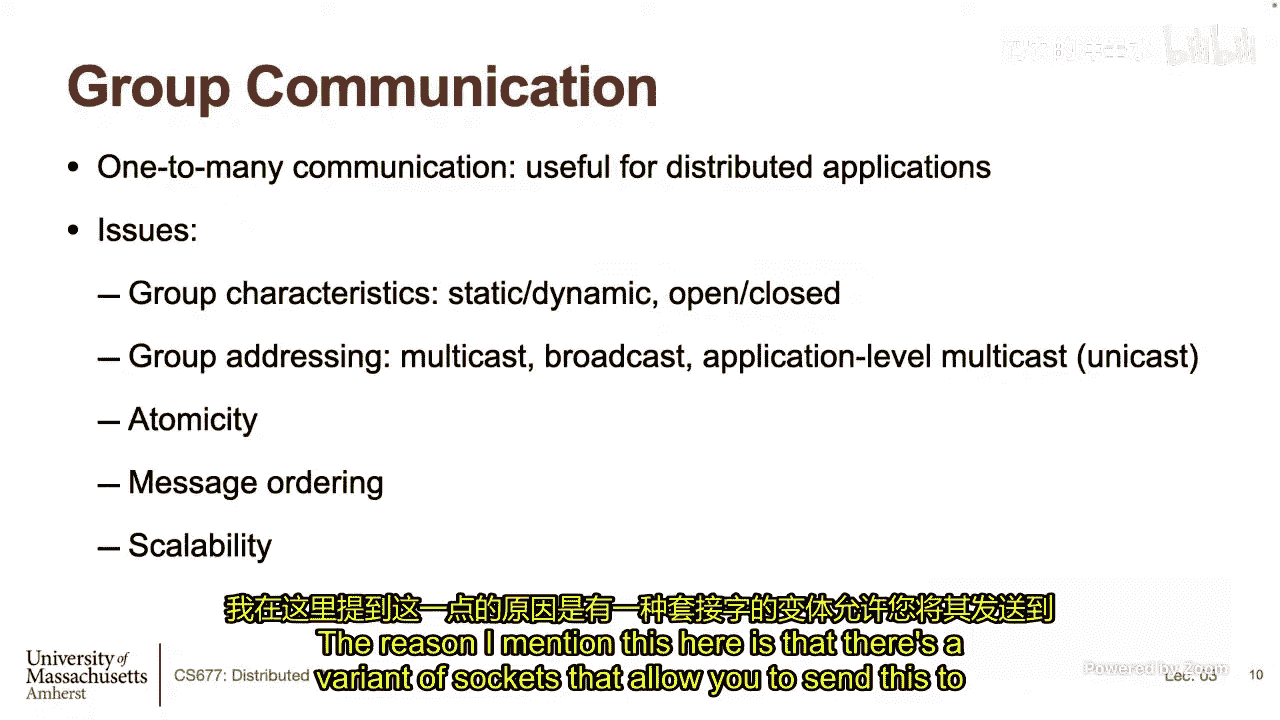 Group Communication
• One-to-many communication: useful for distributed applications
• Issues:
– Group characteristics: static/dynamic, open/closed
– Group addressing: multicast, broadcast, application-level multicast (unicast)
– Atomicity
– Message ordering
– Scalability
我在这里提到这一点的原因是有一种套接字的变体允许您将其发送到
The reason I mention this here is that there's a
variant of sockets that allow you to send this to
University of
Massachusetts
Amherst
CS677: Distributed
Powered by Zoom
Lec. 03
10
bilibili